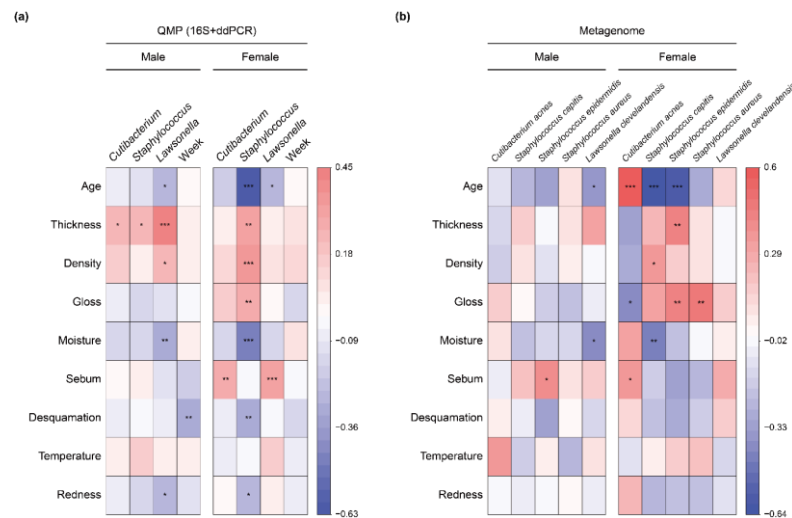 (a)
QMP (16S+ddPCR)
Male
Female
Cutibacterium
Staphylococcus
Lawsonella
Week
Cutibacterium
Staphylococcus
Lawsonella
Week
Age
* *** *
Thickness
* * *** **
Density
* ***
Gloss
**
Moisture
** ***
Sebum
** ***
Desquamation
** **
Temperature
Redness
* *
0.45
0.18
−0.09
−0.36
−0.63
(b)
Metagenome
Male
Female
Cutibacterium acnes
Staphylococcus capitis
Staphylococcus epidermidis
Staphylococcus aureus
Lawsonella clevelandensis
Cutibacterium acnes
Staphylococcus capitis
Staphylococcus epidermidis
Staphylococcus aureus
Lawsonella clevelandensis
Age
* *** *** ***
Thickness
**
Density
*
Gloss
* ** **
Moisture
* **
Sebum
* *
Desquamation
Temperature
Redness
0.6
0.29
−0.02
−0.33
−0.64